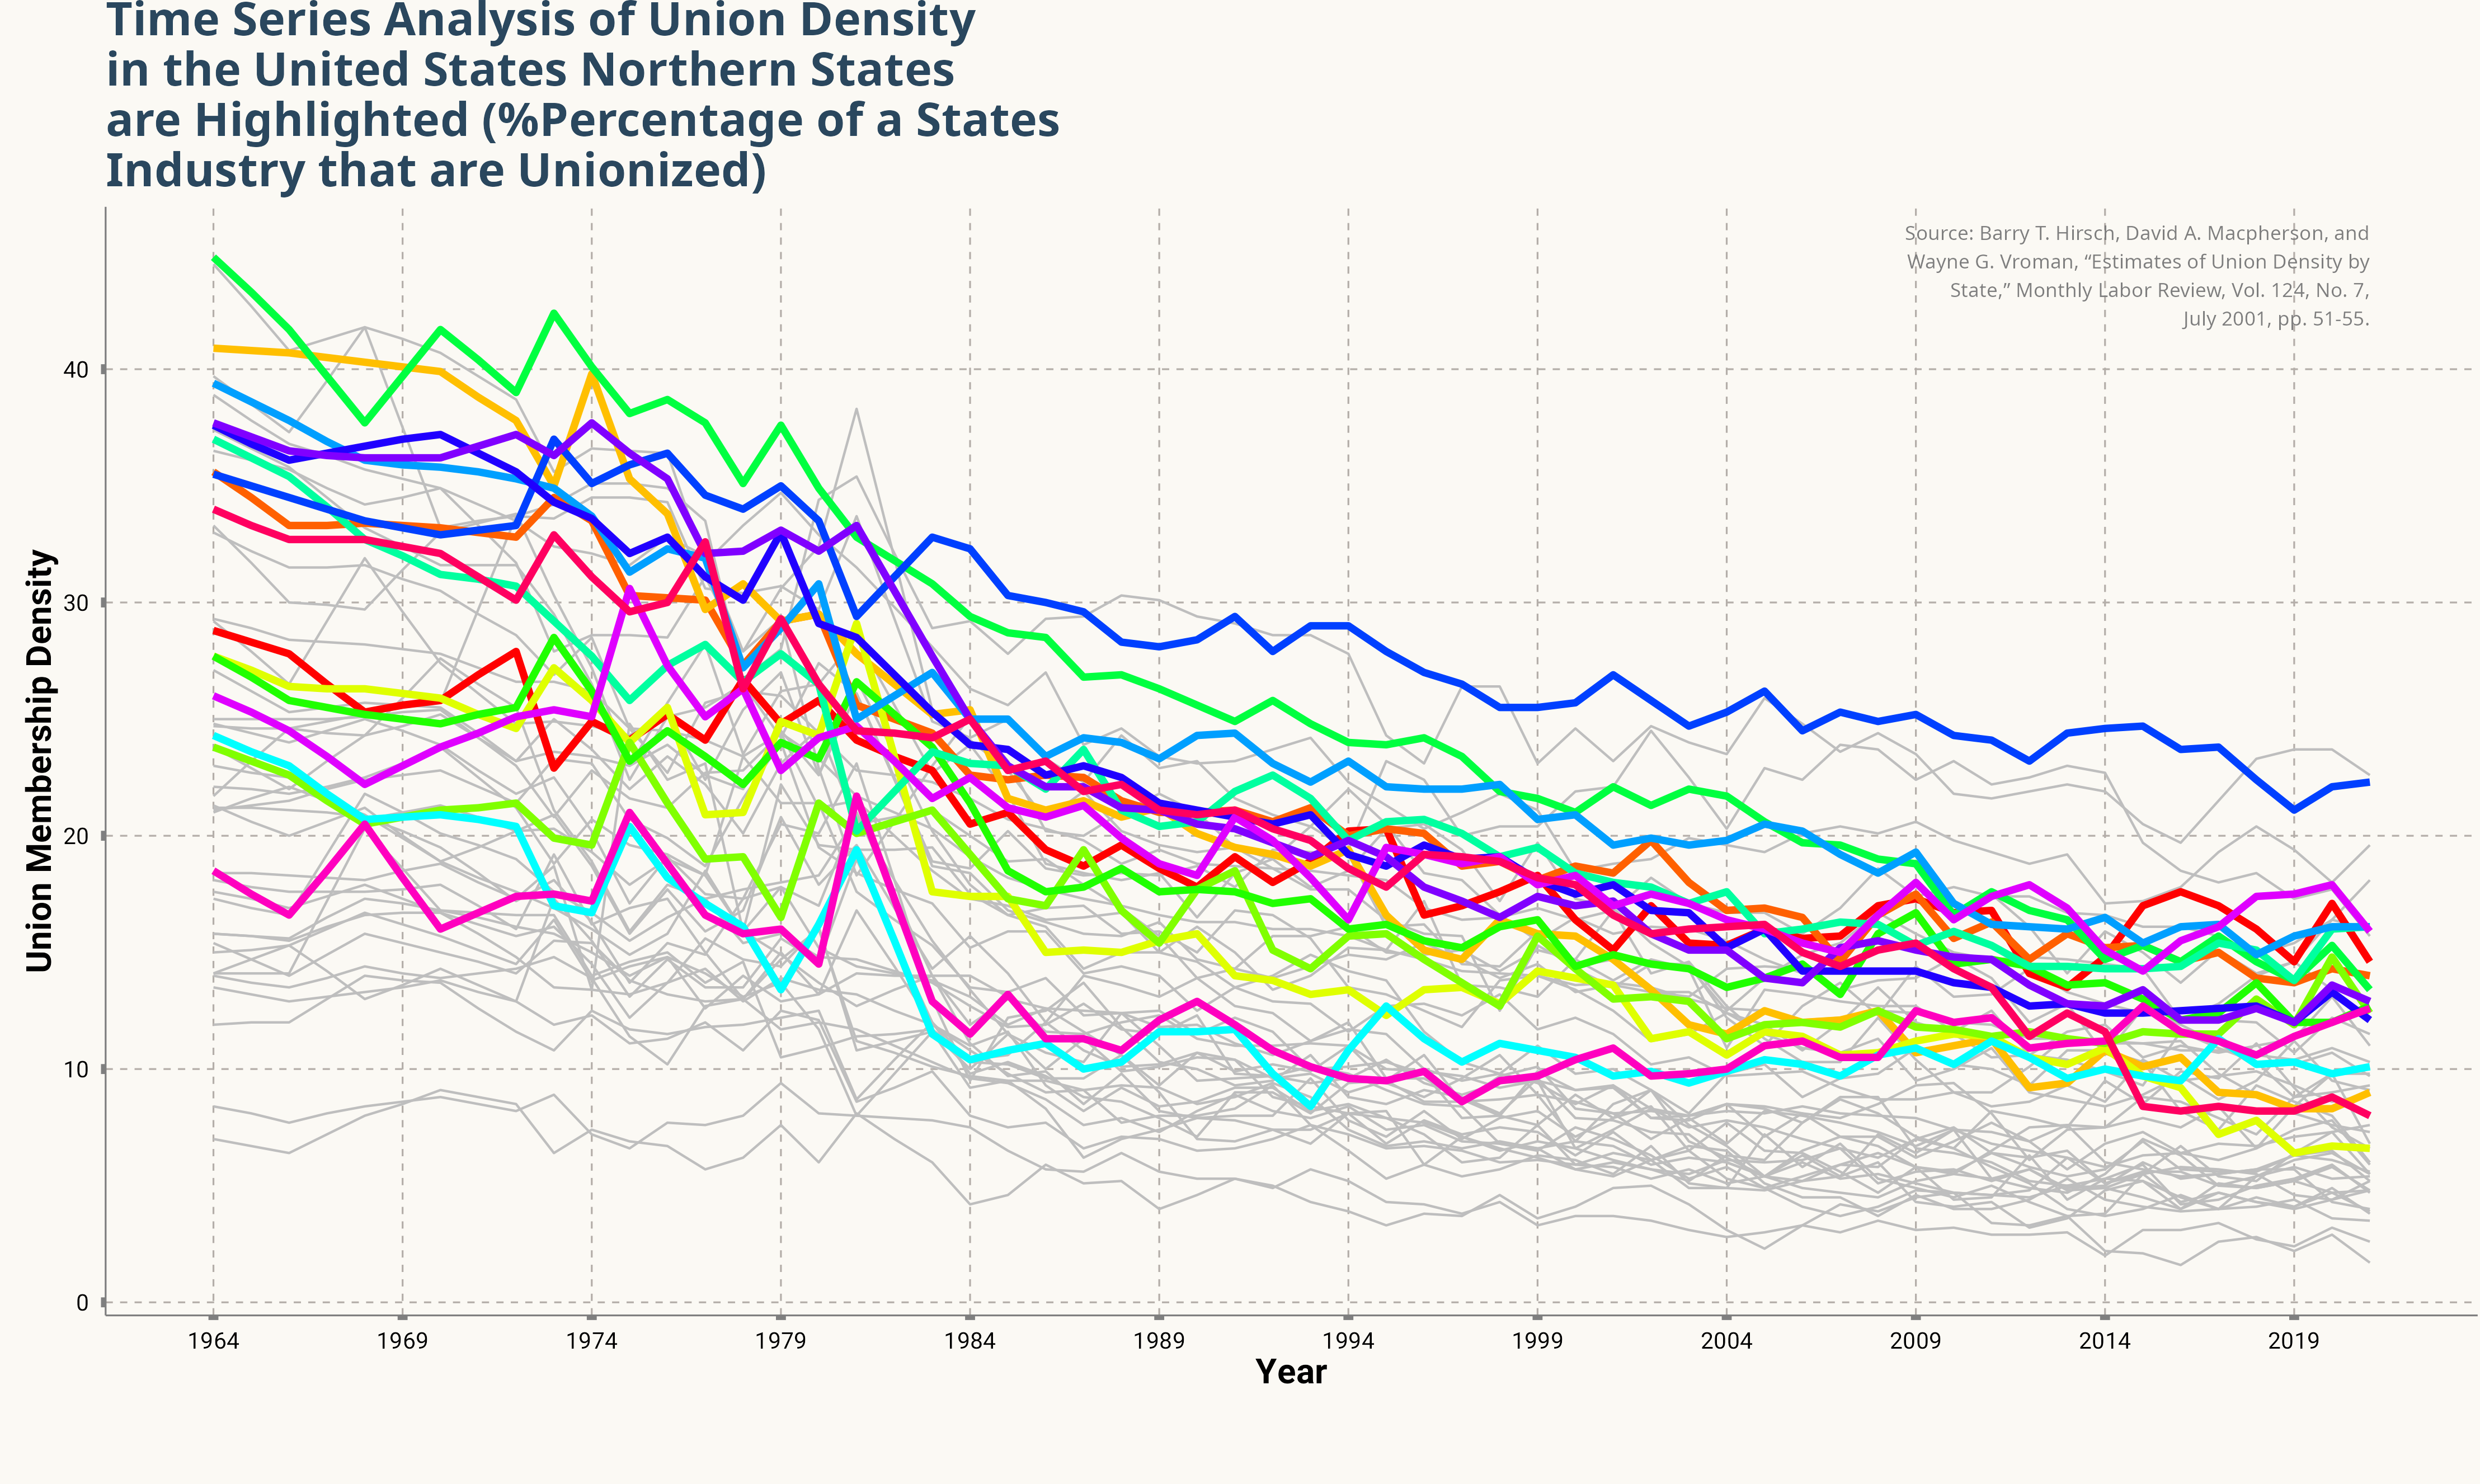 Time Series Analysis of Union Density
in the United States Northern States
are Highlighted (%Percentage of a States
Industry that are Unionized)
Source: Barry T. Hirsch, David A. Macpherson, and
Wayne G. Vroman, “Estimates of Union Density by
State,” Monthly Labor Review, Vol. 124, No. 7,
July 2001, pp. 51-55.
Union Membership Density
40
30
20
10
0
1964 1969 1974 1979 1984 1989 1994 1999 2004 2009 2014 2019
Year